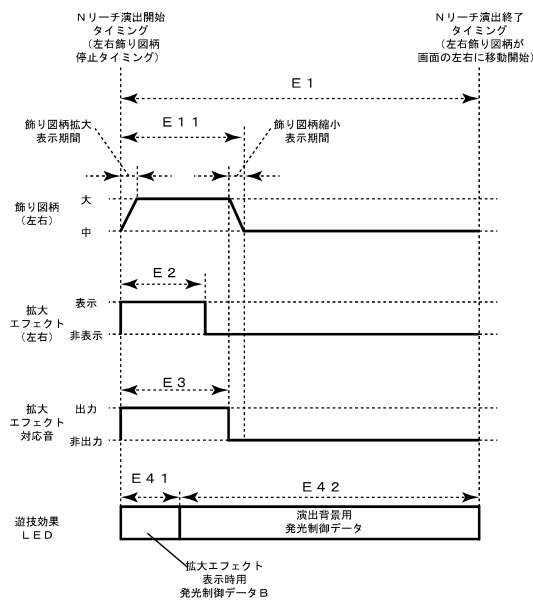 Nリーチ演出開始
タイミング
(左右飾り図柄
停止タイミング)
Nリーチ演出終了
タイミング
(左右飾り図柄が
画面の左右に移動開始)
E1
E11
飾り図柄拡大
表示期間
飾り図柄縮小
表示期間
飾り図柄
(左右)
大
中
E2
拡大
エフェクト
(左右)
表示
非表示
E3
拡大
エフェクト
対応音
出力
非出力
E41
E42
遊技効果
LED
演出背景用
発光制御データ
拡大エフェクト
表示時用
発光制御データB